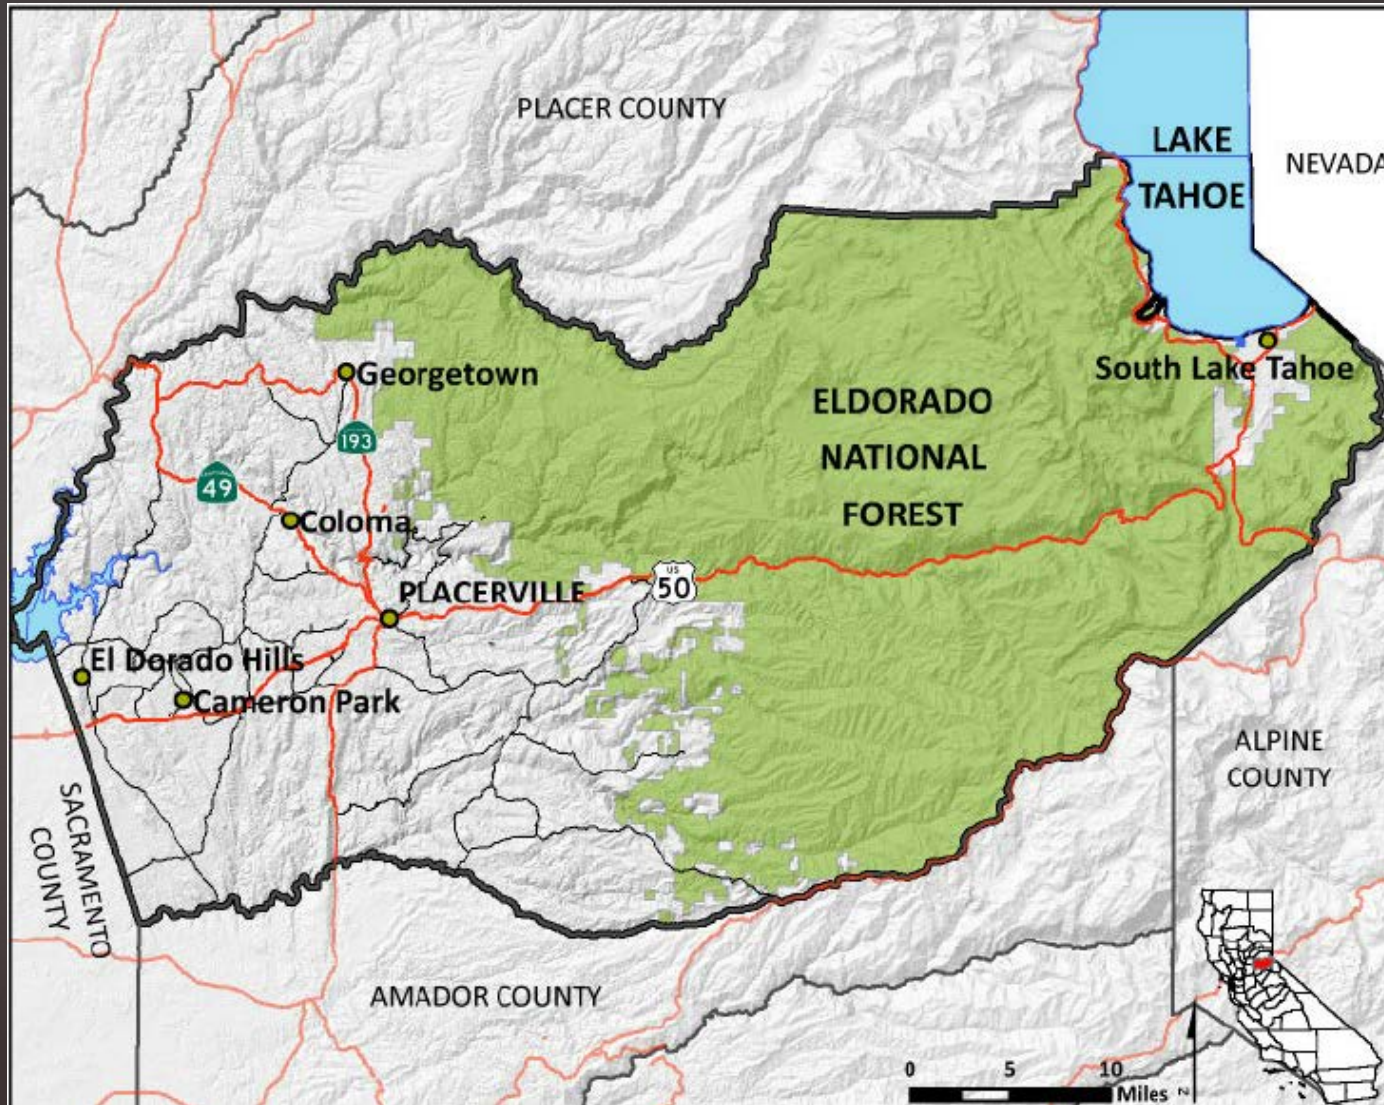 PLACER COUNTY
LAKE
TAHOE
NEVADA
Georgetown
193
49
ELDORADO
NATIONAL
FOREST
South Lake Tahoe
Coloma
PLACERVILLE
US
50
El Dorado Hills
Cameron Park
SACRAMENTO
COUNTY
ALPINE
COUNTY
AMADOR COUNTY
0 5 10
Miles